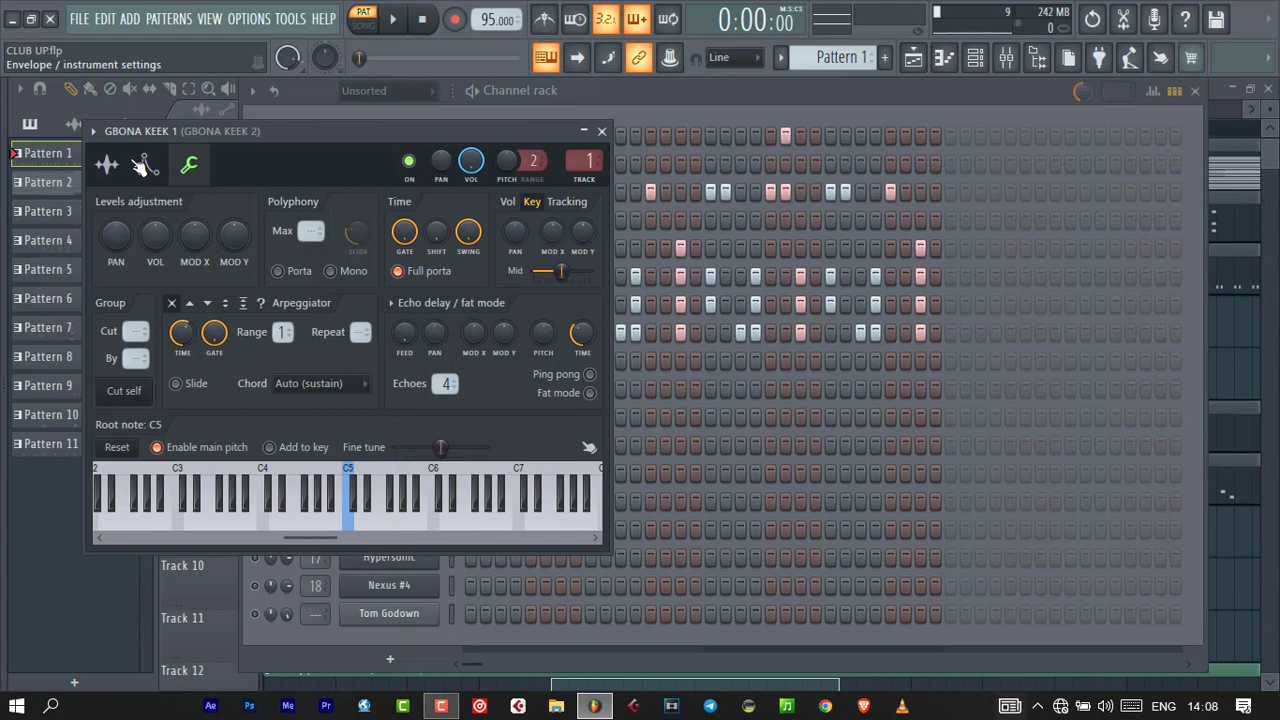 FILE EDIT ADD PATTERNS VIEW OPTIONS TOOLS HELP
PAT
SONG
95.000
3.2.
0:00:00
M:S:CS
9
242 MB
0
CLUB UP.flp
Envelope / instrument settings
Line
Pattern 1
Unsorted
Channel rack
GBONA KEEK 1 (GBONA KEEK 2)
ON
PAN
VOL
PITCH
2
RANGE
1
TRACK
Levels adjustment
PAN
VOL
MOD X
MOD Y
Polyphony
Max
SLIDE
Porta
Mono
Time
GATE
SHIFT
SWING
Full porta
Vol
Key
Tracking
PAN
MOD X
MOD Y
Mid
Group
Cut
By
Cut self
Arpeggiator
TIME
GATE
Range
1
Repeat
Slide
Chord
Auto (sustain)
Echo delay / fat mode
FEED
PAN
MOD X
MOD Y
PITCH
TIME
Echoes
4
Ping pong
Fat mode
Root note: C5
Reset
Enable main pitch
Add to key
Fine tune
2
C3
C4
C5
C6
C7
C
Pattern 1
Pattern 2
Pattern 3
Pattern 4
Pattern 5
Pattern 6
Pattern 7
Pattern 8
Pattern 9
Pattern 10
Pattern 11
Track 10
Track 11
Track 12
17
Hypersonic
18
Nexus #4
---
Tom Godown
Ae
Ps
Me
Pr
C
C
ENG
14:08